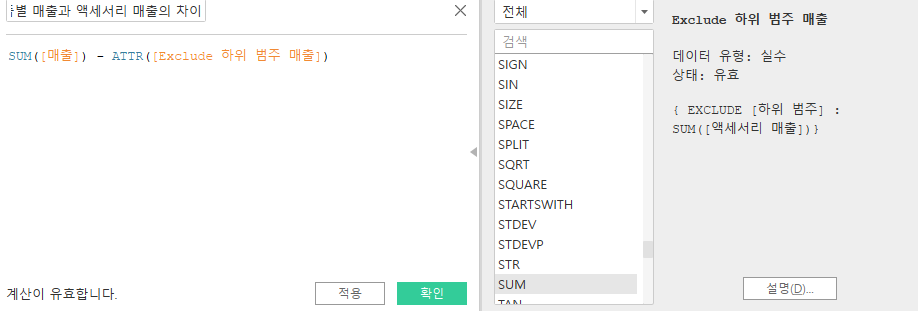 매출과 액세서리 매출의 차이
SUM([매출]) - ATTR([Exclude 하위 범주 매출])
계산이 유효합니다.
적용
확인
전체
검색
SIGN
SIN
SIZE
SPACE
SPLIT
SQRT
SQUARE
STARTSWITH
STDEV
STDEVP
STR
SUM
TAN
Exclude 하위 범주 매출
데이터 유형: 실수
상태: 유효
{ EXCLUDE [하위 범주] :
SUM([액세서리 매출])}
설명(D)...